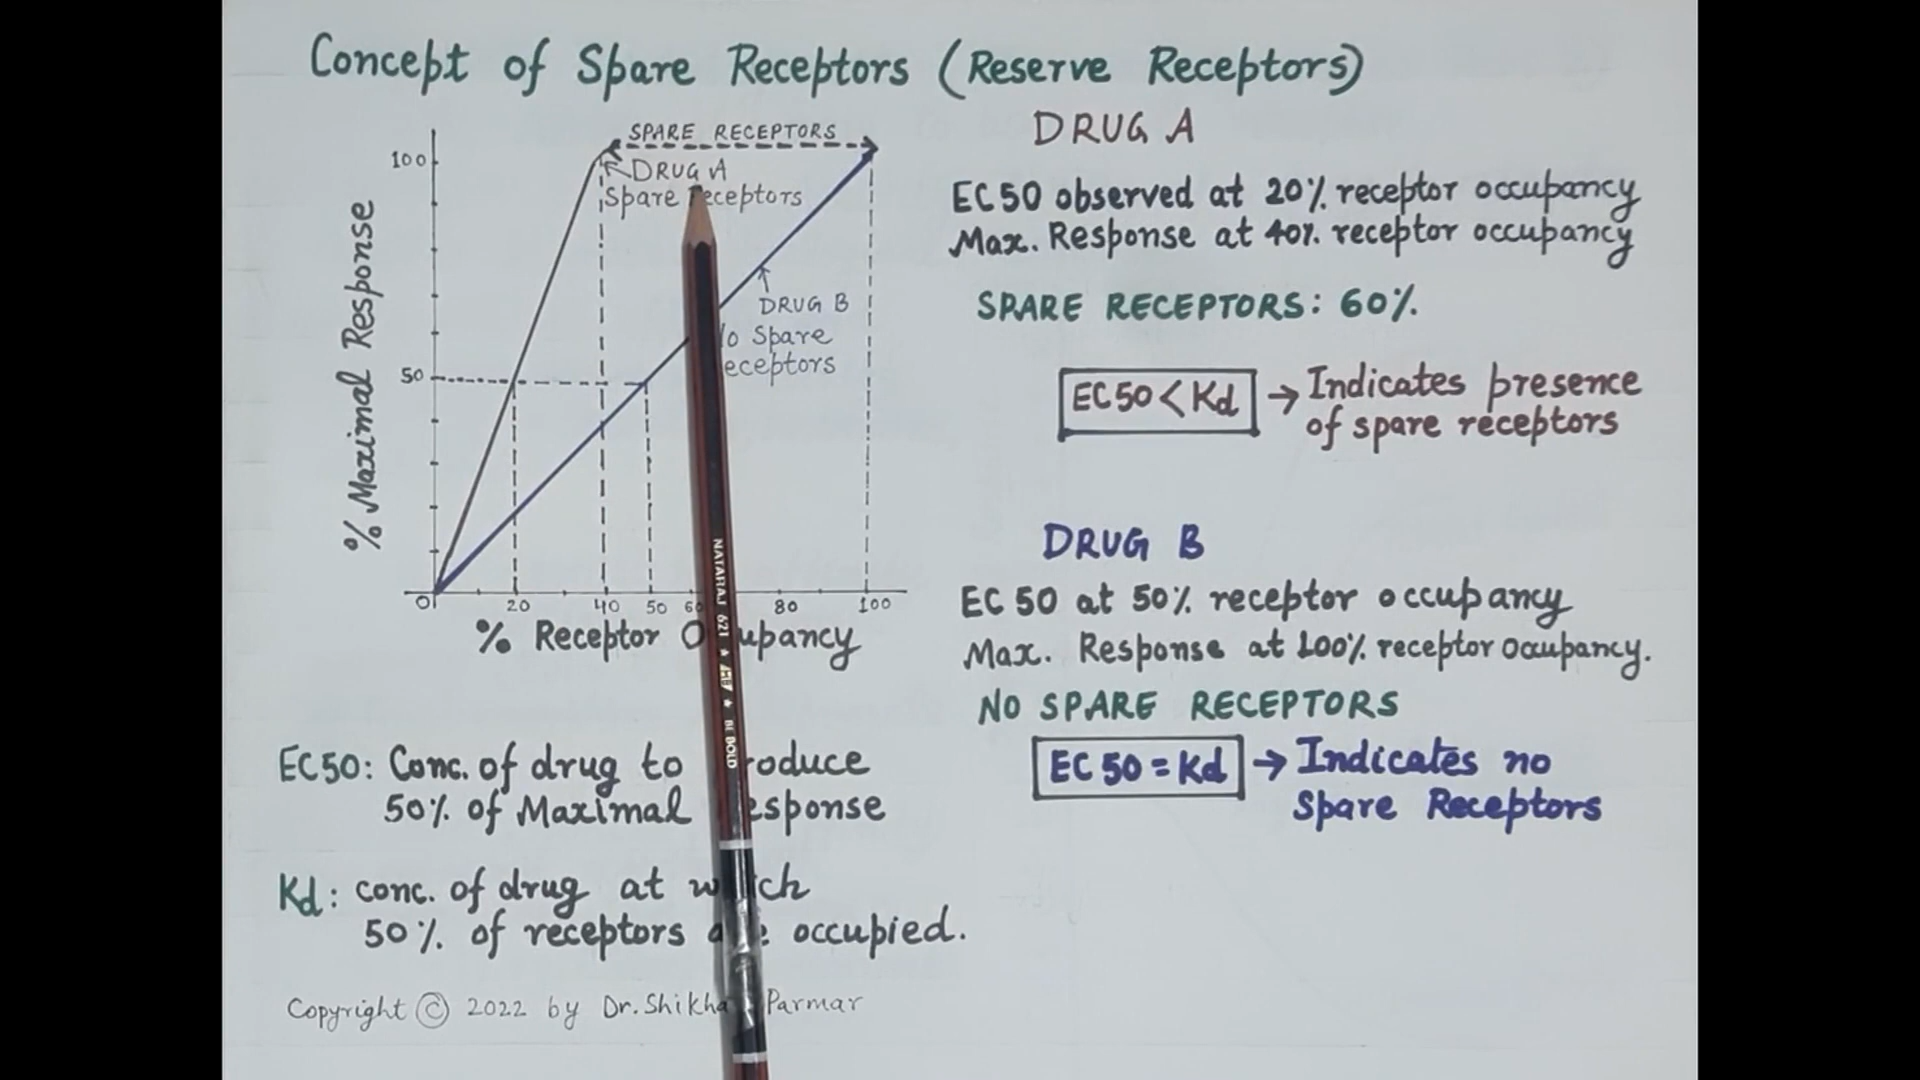 Concept of Spare Receptors (Reserve Receptors)
SPARE RECEPTORS
100
DRUG A
Spare Receptors
DRUG B
Spare
50
% Maximal Response
0 20 40 50 60 80 100
% Receptor
EC50: Conc. of drug to
50% of Maximal
Kd: conc. of drug at
50% of receptors occupied.
Copyright © 2022 by Dr. Shikha Parmar
DRUG A
EC50 observed at 20% receptor occupancy
Max. Response at 40% receptor occupancy
SPARE RECEPTORS: 60%.
EC50 < Kd → Indicates presence
of spare receptors
DRUG B
EC 50 at 50% receptor occupancy
Max. Response at 100% receptor occupancy.
NO SPARE RECEPTORS
EC 50 = Kd → Indicates no
Spare Receptors
NATARAJ 621 HB BOLD